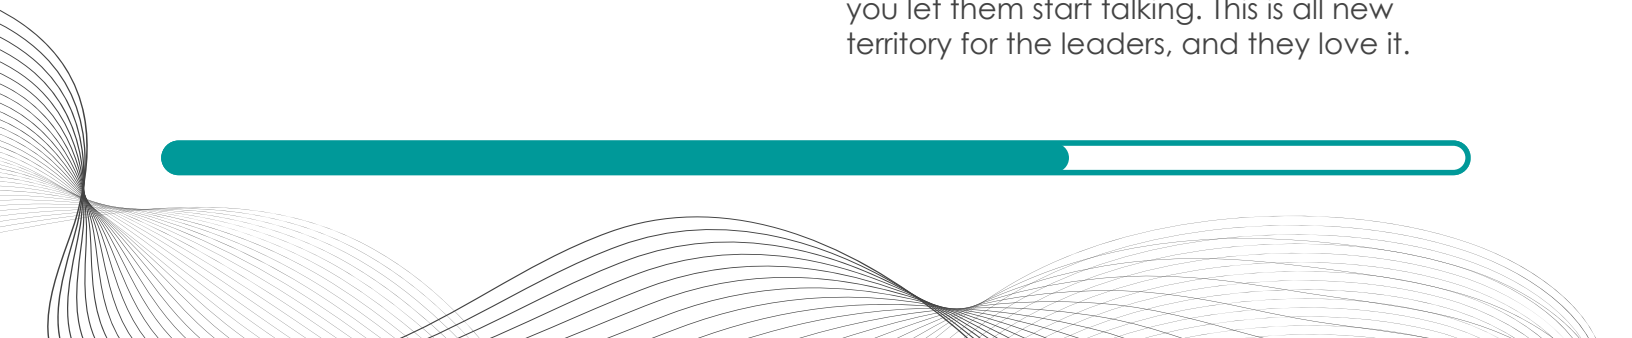 you let them start talking. This is all new
territory for the leaders, and they love it.